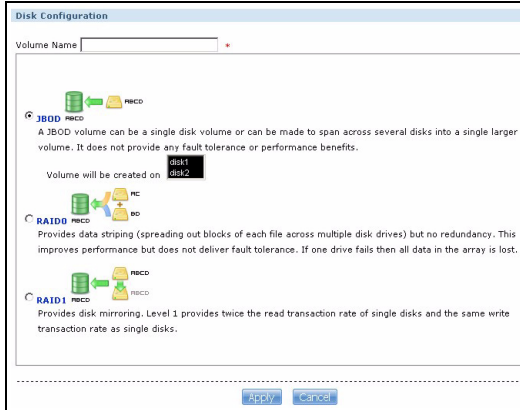 Disk Configuration
Volume Name *
ABCD
JBOD ABCD
A JBOD volume can be a single disk volume or can be made to span across several disks into a single larger
volume. It does not provide any fault tolerance or performance benefits.
Volume will be created on disk1
disk2
AC
+
BD
RAID0 ABCD
Provides data striping (spreading out blocks of each file across multiple disk drives) but no redundancy. This
improves performance but does not deliver fault tolerance. If one drive fails then all data in the array is lost.
ABCD
ABCD
RAID1 ABCD
Provides disk mirroring. Level 1 provides twice the read transaction rate of single disks and the same write
transaction rate as single disks.
Apply Cancel